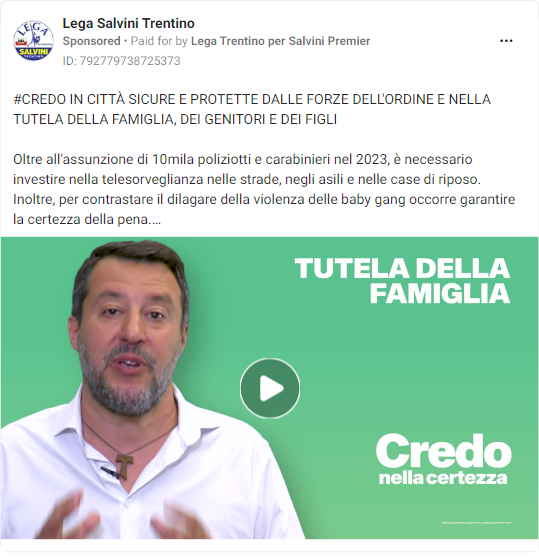 Lega Salvini Trentino
Sponsored • Paid for by Lega Trentino per Salvini Premier
ID: 792779738725373
#CREDO IN CITTÀ SICURE E PROTETTE DALLE FORZE DELL'ORDINE E NELLA
TUTELA DELLA FAMIGLIA, DEI GENITORI E DEI FIGLI
Oltre all'assunzione di 10mila poliziotti e carabinieri nel 2023, è necessario
investire nella telesorveglianza nelle strade, negli asili e nelle case di riposo.
Inoltre, per contrastare il dilagare della violenza delle baby gang occorre garantire
la certezza della pena....
LEGA
SALVINI
TRENTINO
TUTELA DELLA
FAMIGLIA
Credo
nella certezza